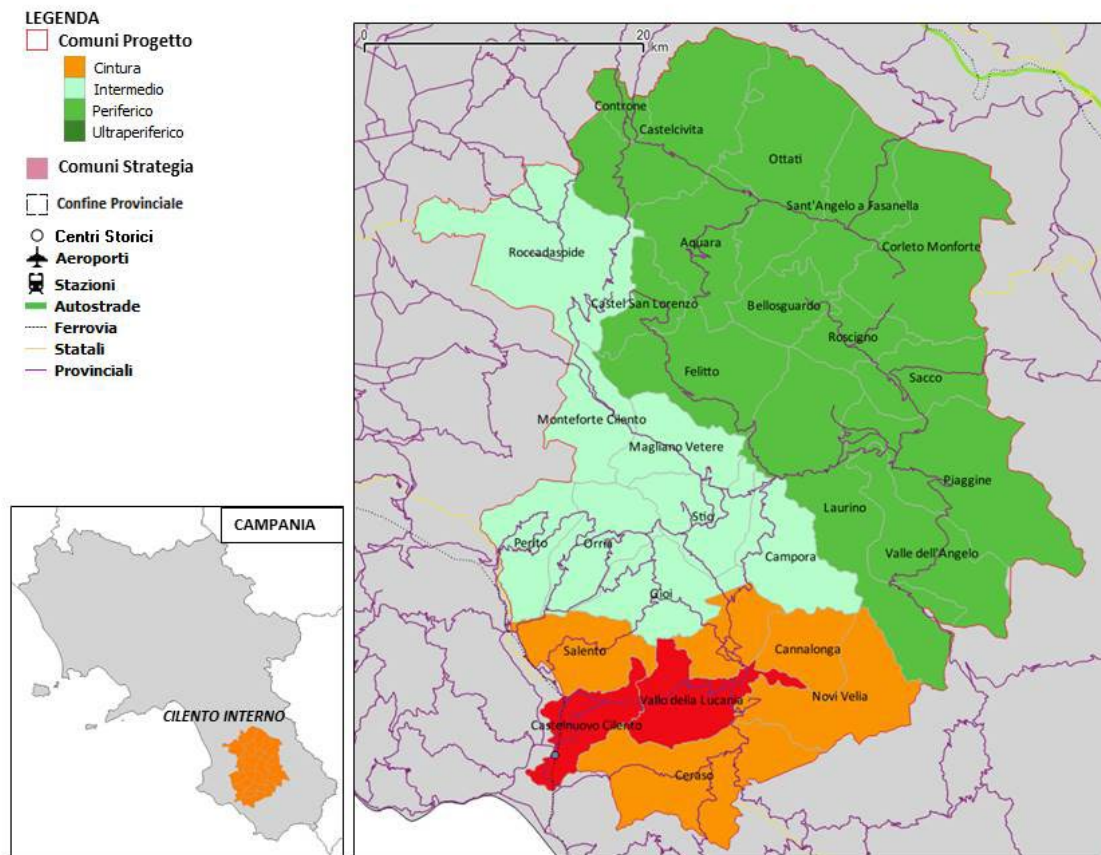 LEGENDA
Comuni Progetto
Cintura
Intermedio
Periferico
Ultraperiferico
Comuni Strategia
Confine Provinciale
Centri Storici
Aeroporti
Stazioni
Autostrade
Ferrovia
Statali
Provinciali
CAMPANIA
CILENTO INTERNO
0 20
km
Controne
Castelcivita
Ottati
Sant'Angelo a Fasanella
Aquara
Corleto Monforte
Roccadaspide
Castel San Lorenzo
Bellosguardo
Roscigno
Felitto
Sacco
Monteforte Cilento
Magliano Vetere
Piaggine
Laurino
Stio
Perito
Orria
Campora
Valle dell'Angelo
Gioi
Salento
Cannalonga
Vallo della Lucania
Novi Velia
Castelnuovo Cilento
Ceraso